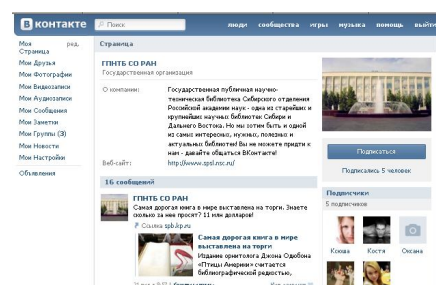 В контакте Поиск люди сообщества игры музыка помощь выйти
Моя Страница ред.
Мои Друзья
Мои Фотографии
Мои Видеозаписи
Мои Аудиозаписи
Мои Сообщения
Мои Заметки
Мои Группы (3)
Мои Новости
Мои Настройки
Объявления
Страница
ГПНТБ СО РАН
Государственная организация
О компании: Государственная публичная научно-
техническая библиотека Сибирского отделения
Российской академии наук - одна из старейших и
крупнейших научных библиотек Сибири и
Дальнего Востока. Но мы хотим быть и одной
из самых интересных, нужных, полезных и
актуальных библиотек! Вы не можете придти к
нам - давайте общаться ВКонтакте!
Веб-сайт: http://www.spsl.nsc.ru/
16 сообщений
ГПНТБ СО РАН
Самая дорогая книга в мире выставлена на торги. Знаете
сколько за нее просят? 11 млн долларов!
Ссылка spb.kp.ru
Самая дорогая книга в мире
выставлена на торги
Издание орнитолога Джона Одюбона
«Птицы Америки» считается
библиографической редкостью,
Подписаться
Подписались 5 человек
Подписчики
5 подписчиков
Ксюша Костя Оксана